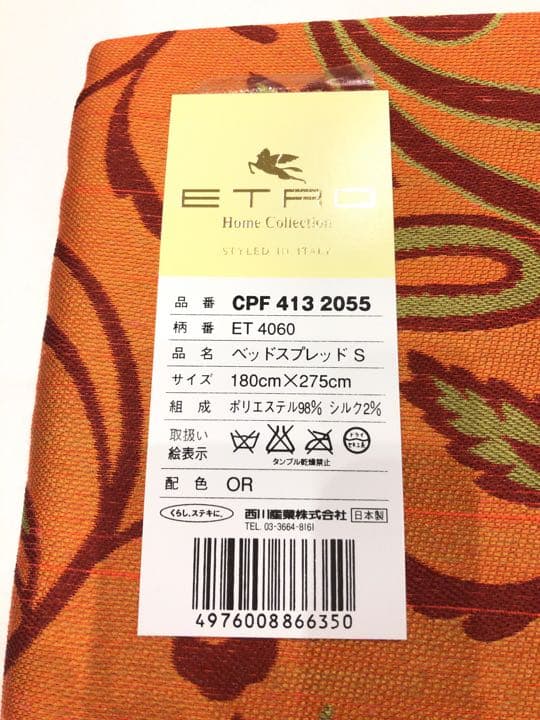 ETRO
Home Collection
STYLED IN ITALY
品番 CPF 413 2055
柄番 ET 4060
品名 ベッドスプレッド S
サイズ 180cm×275cm
組成 ポリエステル98% シルク2%
取扱い
絵表示
ドライ
タンブル乾燥禁止
配色 OR
くらし、ステキに。 西川産業株式会社 日本製
TEL. 03-3664-8161
4976008866350